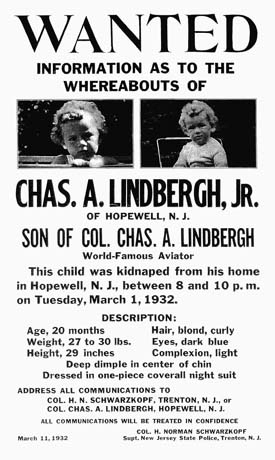 WANTED
INFORMATION AS TO THE
WHEREABOUTS OF
CHAS. A. LINDBERGH, JR.
OF HOPEWELL, N. J.
SON OF COL. CHAS. A. LINDBERGH
World-Famous Aviator
This child was kidnaped from his home
in Hopewell, N. J., between 8 and 10 p. m.
on Tuesday, March 1, 1932.
DESCRIPTION:
Age, 20 months Hair, blond, curly
Weight, 27 to 30 lbs. Eyes, dark blue
Height, 29 inches Complexion, light
Deep dimple in center of chin
Dressed in one-piece coverall night suit
ADDRESS ALL COMMUNICATIONS TO
COL. H. N. SCHWARZKOPF, TRENTON, N. J., or
COL. CHAS. A. LINDBERGH, HOPEWELL, N. J.
ALL COMMUNICATIONS WILL BE TREATED IN CONFIDENCE
March 11, 1932 COL. H. NORMAN SCHWARZKOPF
Supt. New Jersey State Police, Trenton, N. J.